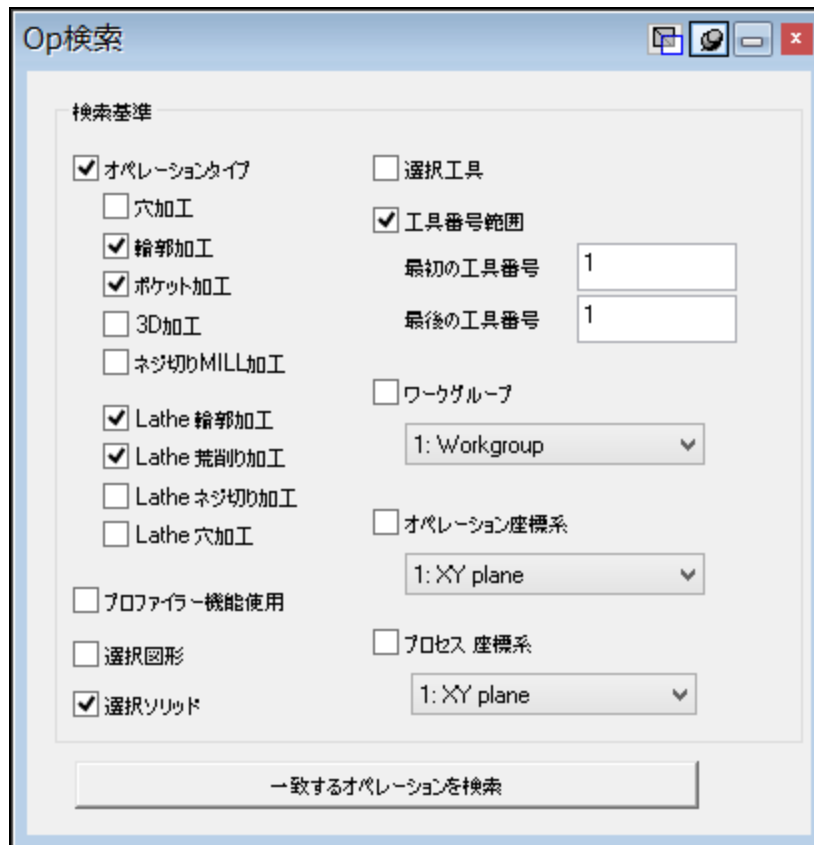 Op検索
検索基準
オペレーションタイプ
穴加工
輪郭加工
ポケット加工
3D加工
ネジ切りMILL加工
Lathe 輪郭加工
Lathe 荒削り加工
Lathe ネジ切り加工
Lathe 穴加工
プロファイラー機能使用
選択図形
選択ソリッド
選択工具
工具番号範囲
最初の工具番号 1
最後の工具番号 1
ワークグループ
1: Workgroup
オペレーション座標系
1: XY plane
プロセス 座標系
1: XY plane
一致するオペレーションを検索